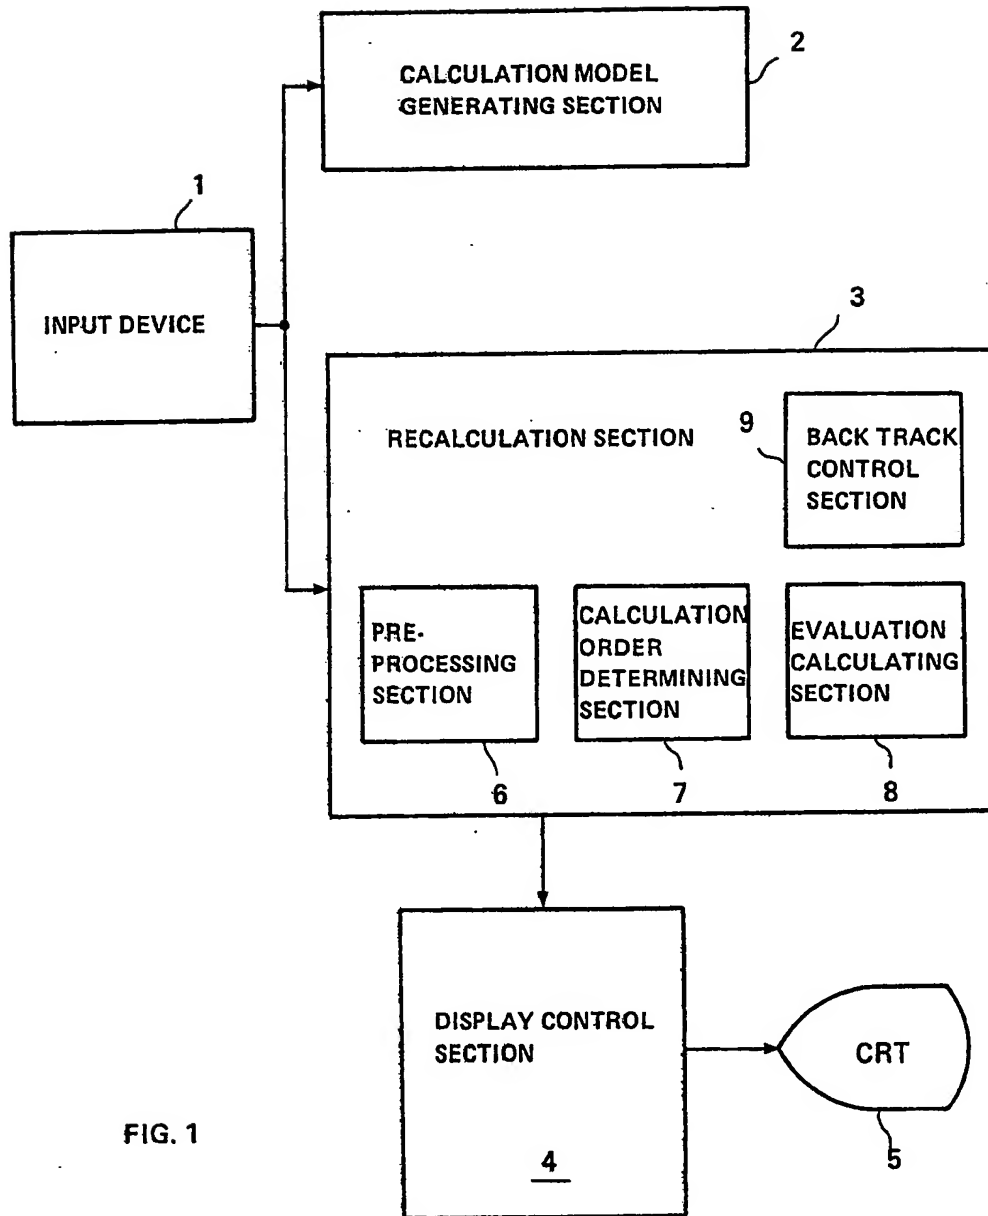 2
CALCULATION MODEL
GENERATING SECTION
1
INPUT DEVICE
3
RECALCULATION SECTION
9
BACK TRACK
CONTROL
SECTION
PRE-
PROCESSING
SECTION
CALCULATION
ORDER
DETERMINING
SECTION
EVALUATION
CALCULATING
SECTION
6
7
8
DISPLAY CONTROL
SECTION
4
CRT
5
FIG. 1